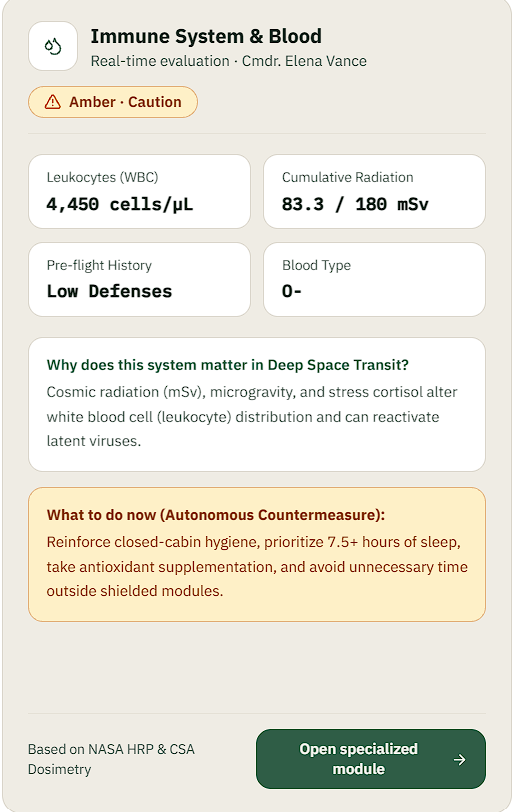 Immune System & Blood
Real-time evaluation · Cmdr. Elena Vance
Amber · Caution
Leukocytes (WBC)
4,450 cells/µL
Cumulative Radiation
83.3 / 180 mSv
Pre-flight History
Low Defenses
Blood Type
O-
Why does this system matter in Deep Space Transit?
Cosmic radiation (mSv), microgravity, and stress cortisol alter
white blood cell (leukocyte) distribution and can reactivate
latent viruses.
What to do now (Autonomous Countermeasure):
Reinforce closed-cabin hygiene, prioritize 7.5+ hours of sleep,
take antioxidant supplementation, and avoid unnecessary time
outside shielded modules.
Based on NASA HRP & CSA
Dosimetry
Open specialized
module